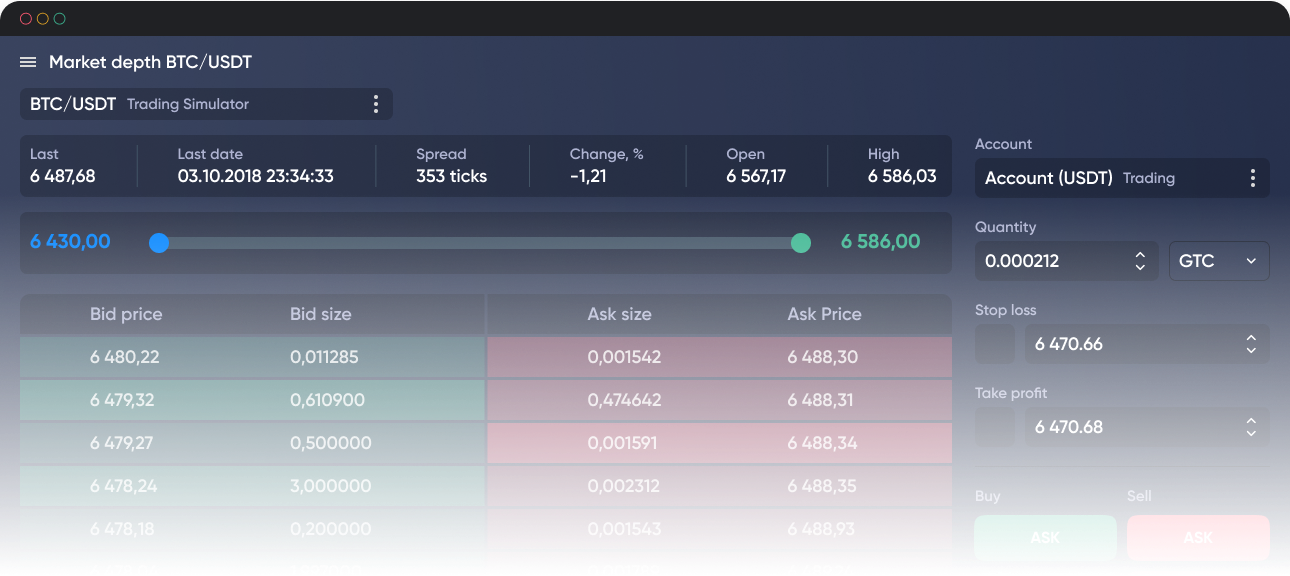 Market depth BTC/USDT
BTC/USDT Trading Simulator
Last Last date Spread Change, % Open High
6 487,68 03.10.2018 23:34:33 353 ticks -1,21 6 567,17 6 586,03
6 430,00 6 586,00
Bid price Bid size Ask size Ask Price
6 480,22 0,011285 0,001542 6 488,30
6 479,32 0,610900 0,474642 6 488,31
6 479,27 0,500000 0,001591 6 488,34
6 478,24 3,000000 0,002312 6 488,35
6 478,18 0,200000 0,001543 6 488,93
Account
Account (USDT) Trading
Quantity
0.000212 GTC
Stop loss
6 470.66
Take profit
6 470.68
Buy Sell
ASK ASK